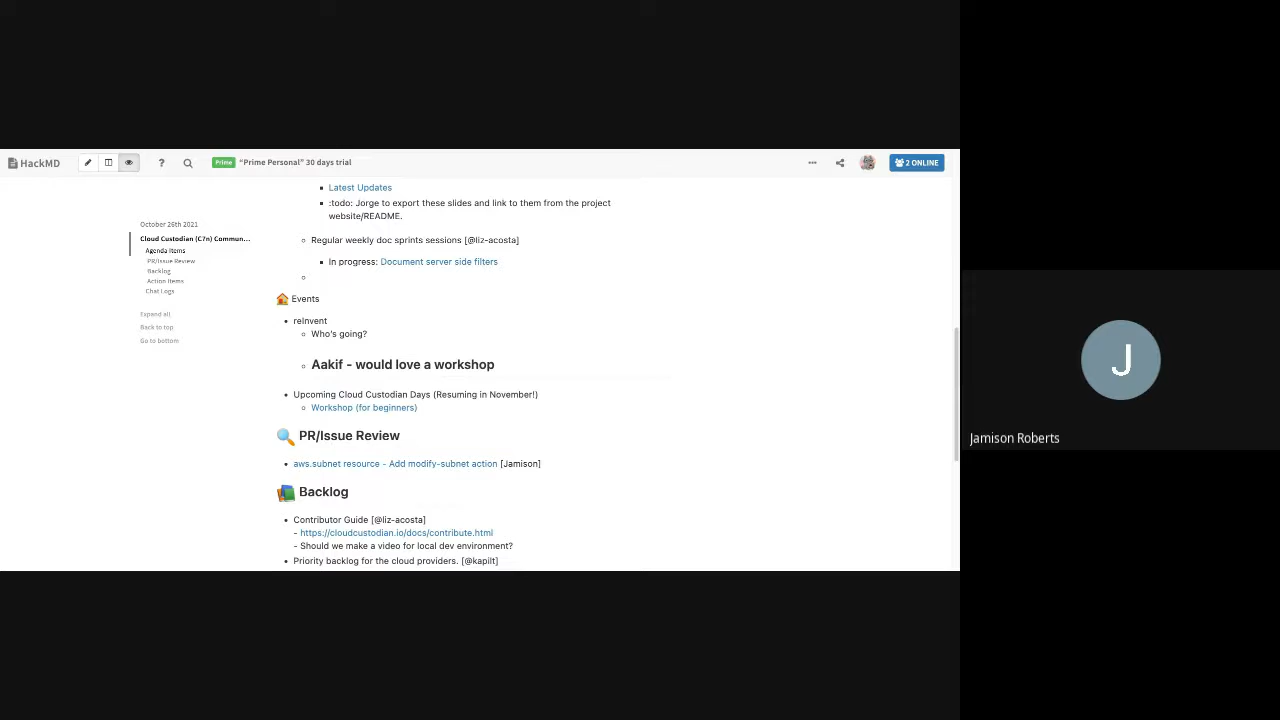 HackMD
Prime "Prime Personal" 30 days trial
2 ONLINE
October 26th 2021
Cloud Custodian (C7n) Commun...
Agenda Items
PR/Issue Review
Backlog
Action Items
Chat Logs
Expand all
Back to top
Go to bottom
Latest Updates
:todo: Jorge to export these slides and link to them from the project
website/README.
Regular weekly doc sprints sessions [@liz-acosta]
In progress: Document server side filters
Events
reInvent
Who's going?
Aakif - would love a workshop
Upcoming Cloud Custodian Days (Resuming in November!)
Workshop (for beginners)
PR/Issue Review
aws.subnet resource - Add modify-subnet action [Jamison]
Backlog
Contributor Guide [@liz-acosta]
- https://cloudcustodian.io/docs/contribute.html
- Should we make a video for local dev environment?
Priority backlog for the cloud providers. [@kapilt]
J
Jamison Roberts